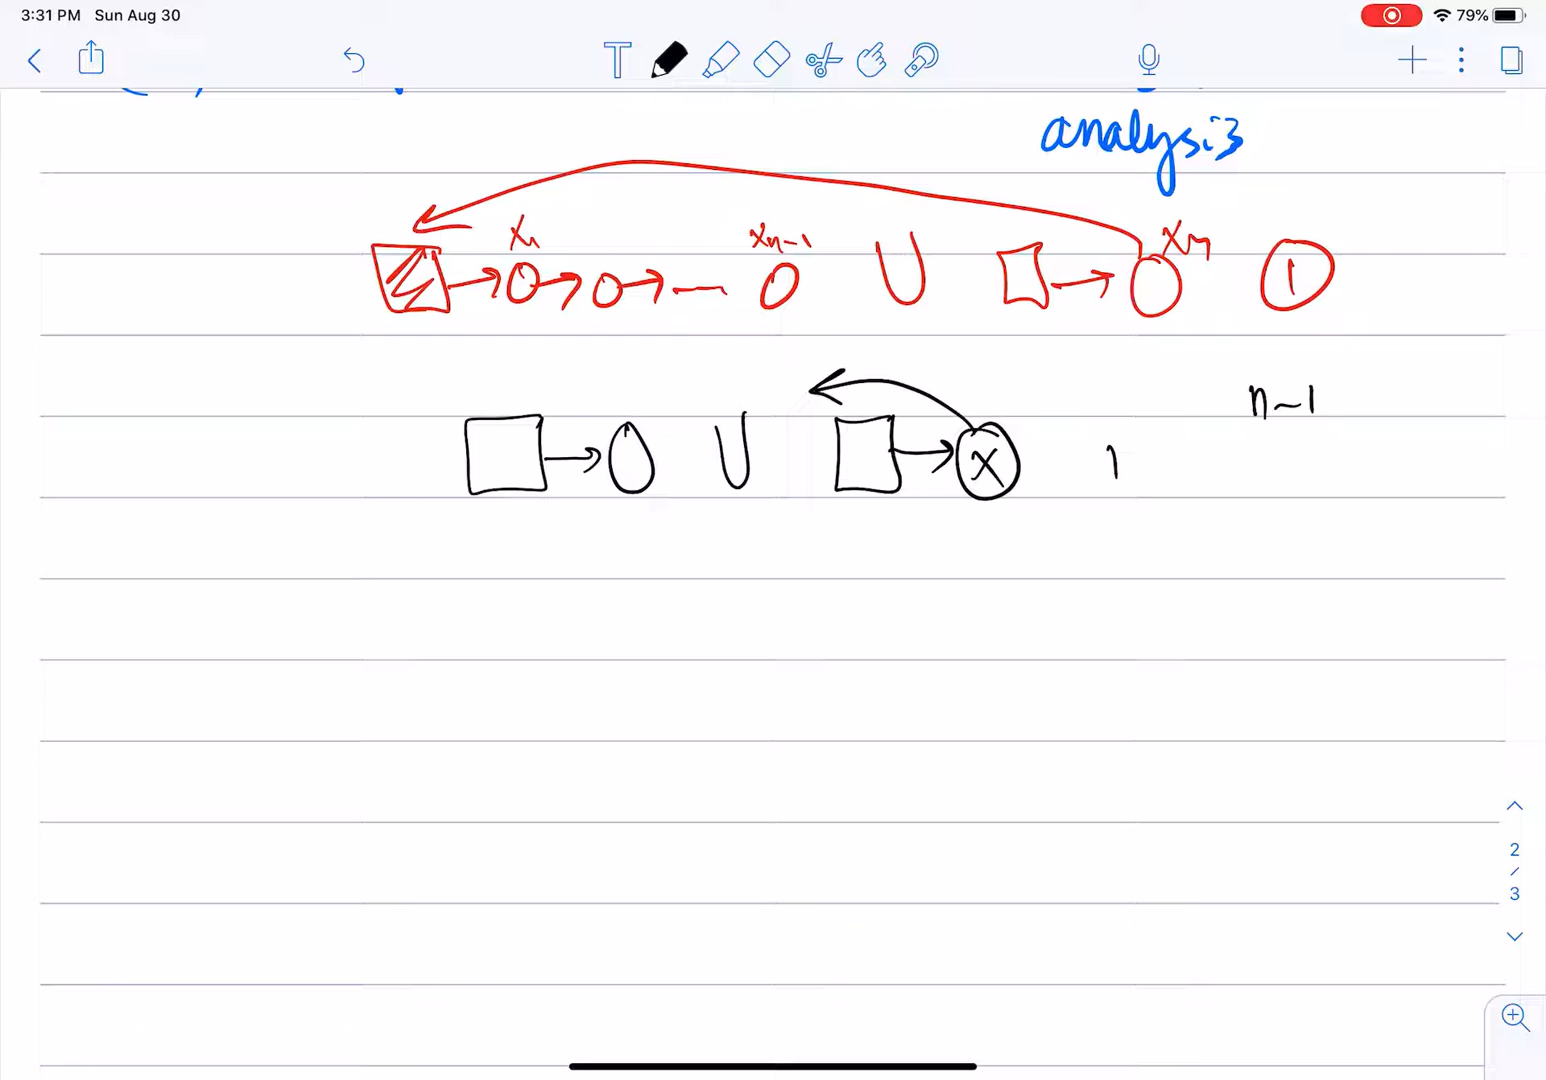 3:31 PM Sun Aug 30
79%
T
analysis
x₁ xₙ₋₁ U xₙ 1
n-1
U x 1
2
/
3